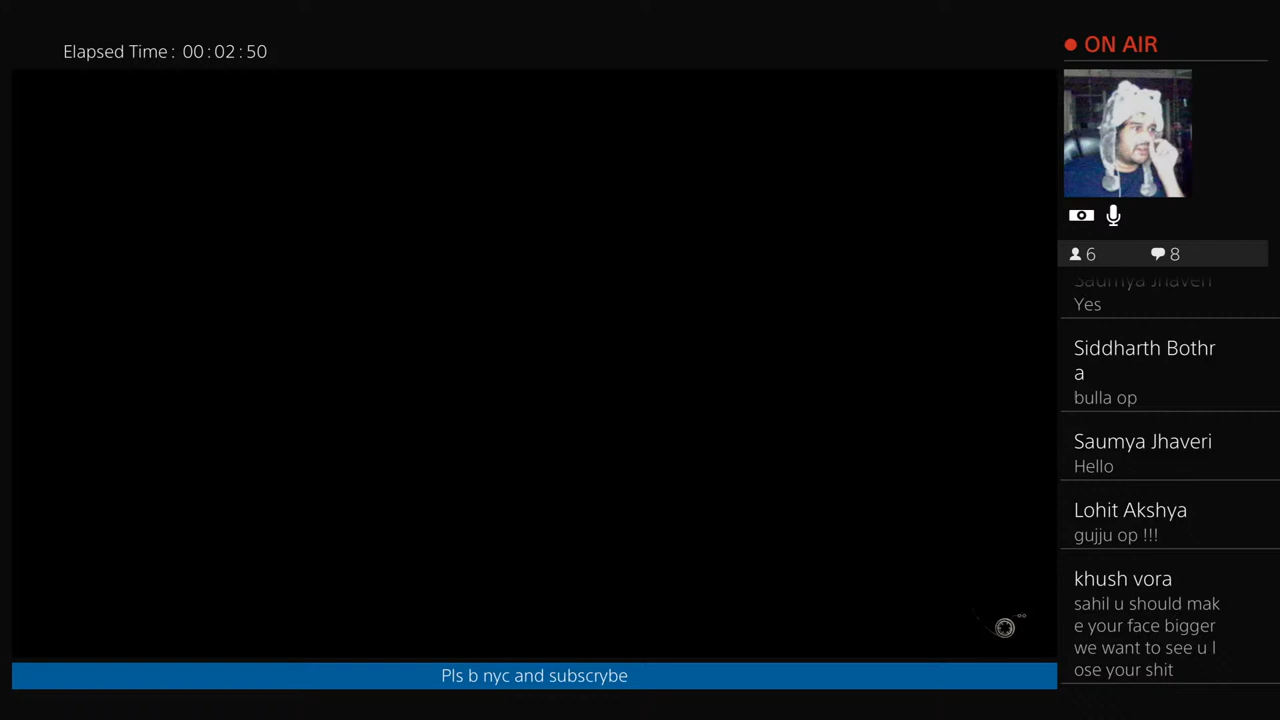 Elapsed Time : 00:02:50
ON AIR
6 8
Saumya Jhaveri
Yes
Siddharth Bothr
a
bulla op
Saumya Jhaveri
Hello
Lohit Akshya
gujju op !!!
khush vora
sahil u should mak
e your face bigger
we want to see u l
ose your shit
Pls b nyc and subscrybe